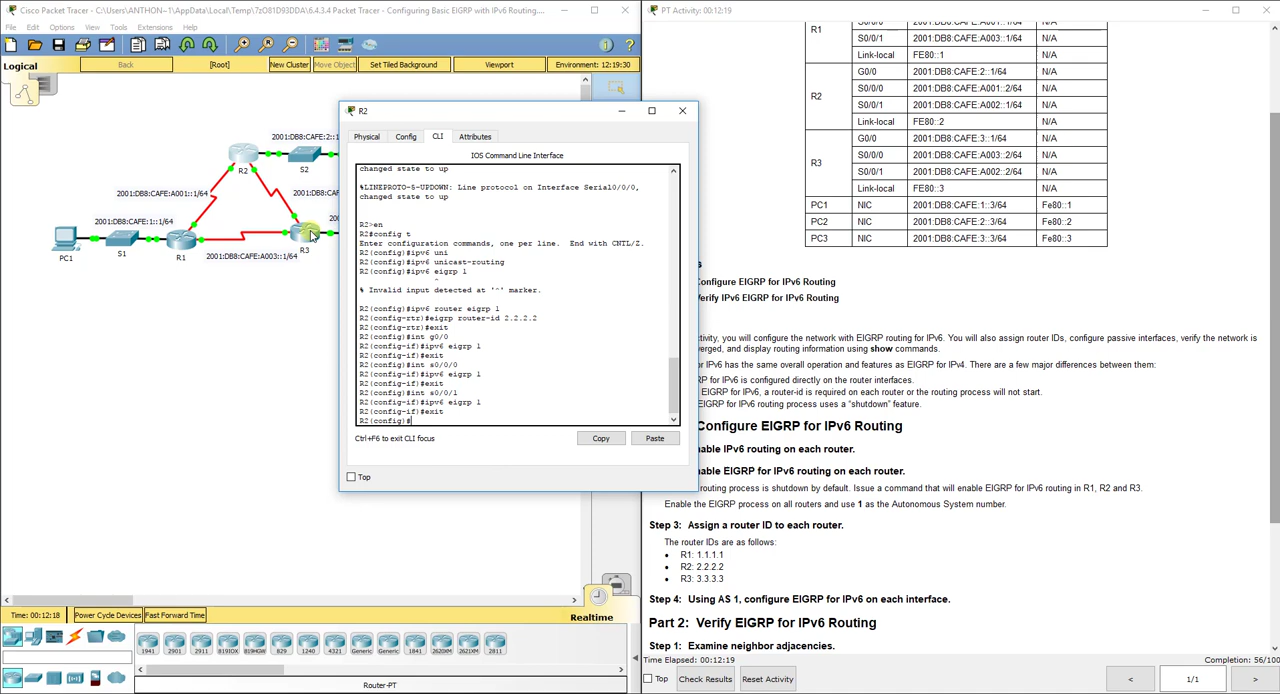 Cisco Packet Tracer - C:\Users\ANTHON~1\AppData\Local\Temp\7zO81D93DDA\6.4.3.4 Packet Tracer - Configuring Basic EIGRP with IPv6 Routing....
File Edit Options View Tools Extensions Help
Logical Back [Root] New Cluster Move Object Set Tiled Background Viewport Environment: 12:19:30
2001:DB8:CAFE:2::1
R2 S2
2001:DB8:CAFE:A001::1/64
2001:DB8:CAFE:1::1/64
PC1 S1 R1 R3
2001:DB8:CAFE:A003::1/64
R2
Physical Config CLI Attributes
IOS Command Line Interface
changed state to up
%LINEPROTO-5-UPDOWN: Line protocol on Interface Serial0/0/0,
changed state to up
R2>en
R2#config t
Enter configuration commands, one per line. End with CNTL/Z.
R2(config)#ipv6 uni
R2(config)#ipv6 unicast-routing
R2(config)#ipv6 eigrp 1
^
% Invalid input detected at '^' marker.
R2(config)#ipv6 router eigrp 1
R2(config-rtr)#eigrp router-id 2.2.2.2
R2(config-rtr)#exit
R2(config)#int g0/0
R2(config-if)#ipv6 eigrp 1
R2(config-if)#exit
R2(config)#int s0/0/0
R2(config-if)#ipv6 eigrp 1
R2(config-if)#exit
R2(config)#int s0/0/1
R2(config-if)#ipv6 eigrp 1
R2(config-if)#exit
R2(config)#
Ctrl+F6 to exit CLI focus
Copy Paste
Top
Time: 00:12:18 Power Cycle Devices Fast Forward Time
Realtime
1941 2901 2911 819IOX 819HGW 829 1240 4321 Generic Generic 1841 2620XM 2621XM 2811
Router-PT
PT Activity: 00:12:19
R1
S0/0/1 2001:DB8:CAFE:A003::1/64 N/A
Link-local FE80::1 N/A
R2
G0/0 2001:DB8:CAFE:2::1/64 N/A
S0/0/0 2001:DB8:CAFE:A001::2/64 N/A
S0/0/1 2001:DB8:CAFE:A002::1/64 N/A
Link-local FE80::2 N/A
R3
G0/0 2001:DB8:CAFE:3::1/64 N/A
S0/0/0 2001:DB8:CAFE:A003::2/64 N/A
S0/0/1 2001:DB8:CAFE:A002::2/64 N/A
Link-local FE80::3 N/A
PC1 NIC 2001:DB8:CAFE:1::3/64 Fe80::1
PC2 NIC 2001:DB8:CAFE:2::3/64 Fe80::2
PC3 NIC 2001:DB8:CAFE:3::3/64 Fe80::3
s
Configure EIGRP for IPv6 Routing
Verify IPv6 EIGRP for IPv6 Routing
activity, you will configure the network with EIGRP routing for IPv6. You will also assign router IDs, configure passive interfaces, verify the network is
verged, and display routing information using show commands.
for IPv6 has the same overall operation and features as EIGRP for IPv4. There are a few major differences between them:
RP for IPv6 is configured directly on the router interfaces.
EIGRP for IPv6, a router-id is required on each router or the routing process will not start.
EIGRP for IPv6 routing process uses a “shutdown” feature.
Configure EIGRP for IPv6 Routing
nable IPv6 routing on each router.
nable EIGRP for IPv6 routing on each router.
routing process is shutdown by default. Issue a command that will enable EIGRP for IPv6 routing in R1, R2 and R3.
Enable the EIGRP process on all routers and use 1 as the Autonomous System number.
Step 3: Assign a router ID to each router.
The router IDs are as follows:
• R1: 1.1.1.1
• R2: 2.2.2.2
• R3: 3.3.3.3
Step 4: Using AS 1, configure EIGRP for IPv6 on each interface.
Part 2: Verify EIGRP for IPv6 Routing
Step 1: Examine neighbor adjacencies.
Time Elapsed: 00:12:19 Completion: 56/100
Top Check Results Reset Activity < 1/1 >